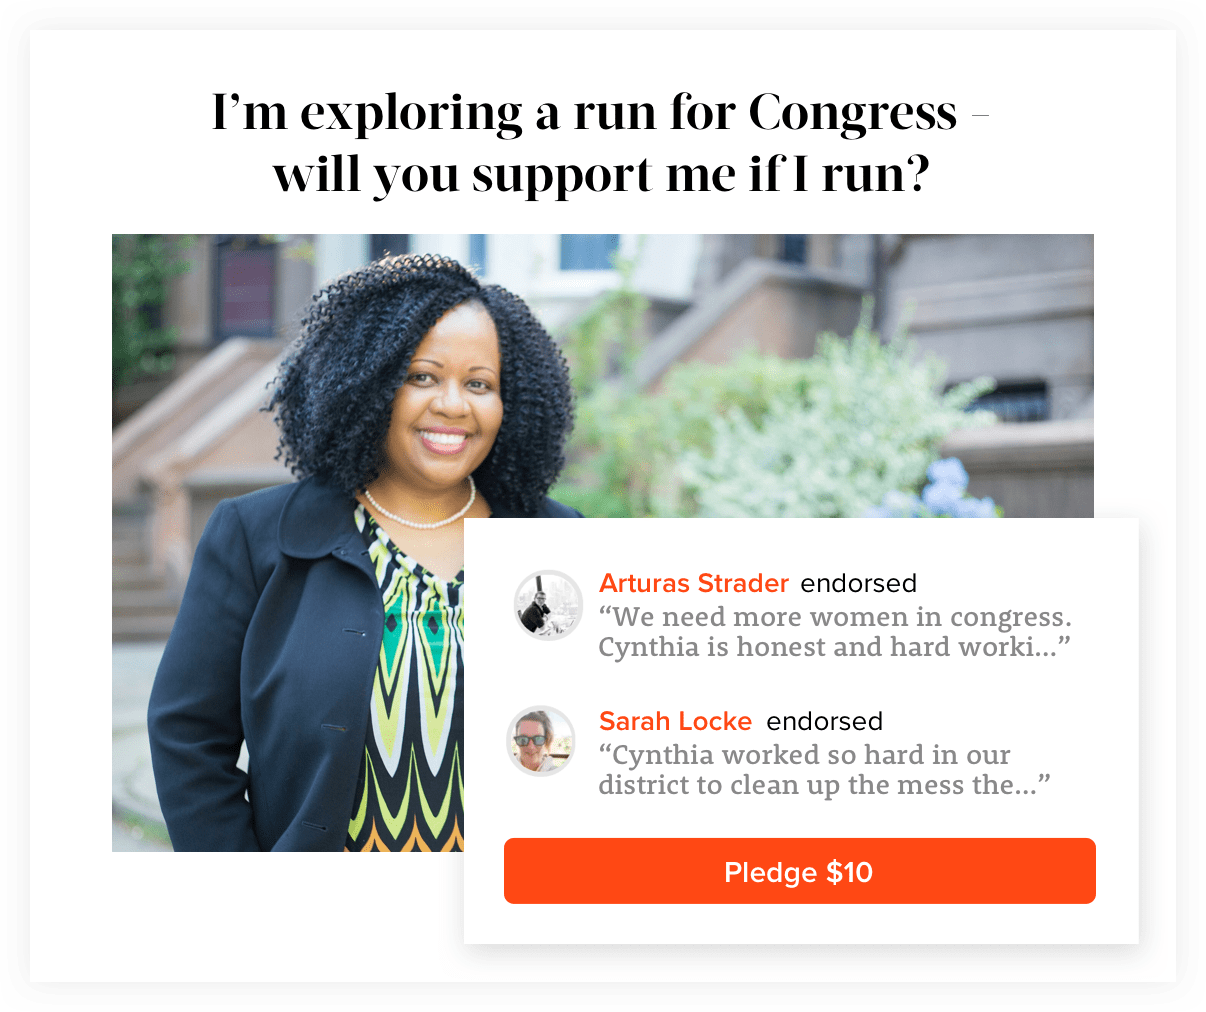 I’m exploring a run for Congress –
will you support me if I run?
Arturas Strader endorsed
“We need more women in congress.
Cynthia is honest and hard worki...”
Sarah Locke endorsed
“Cynthia worked so hard in our
district to clean up the mess the...”
Pledge $10